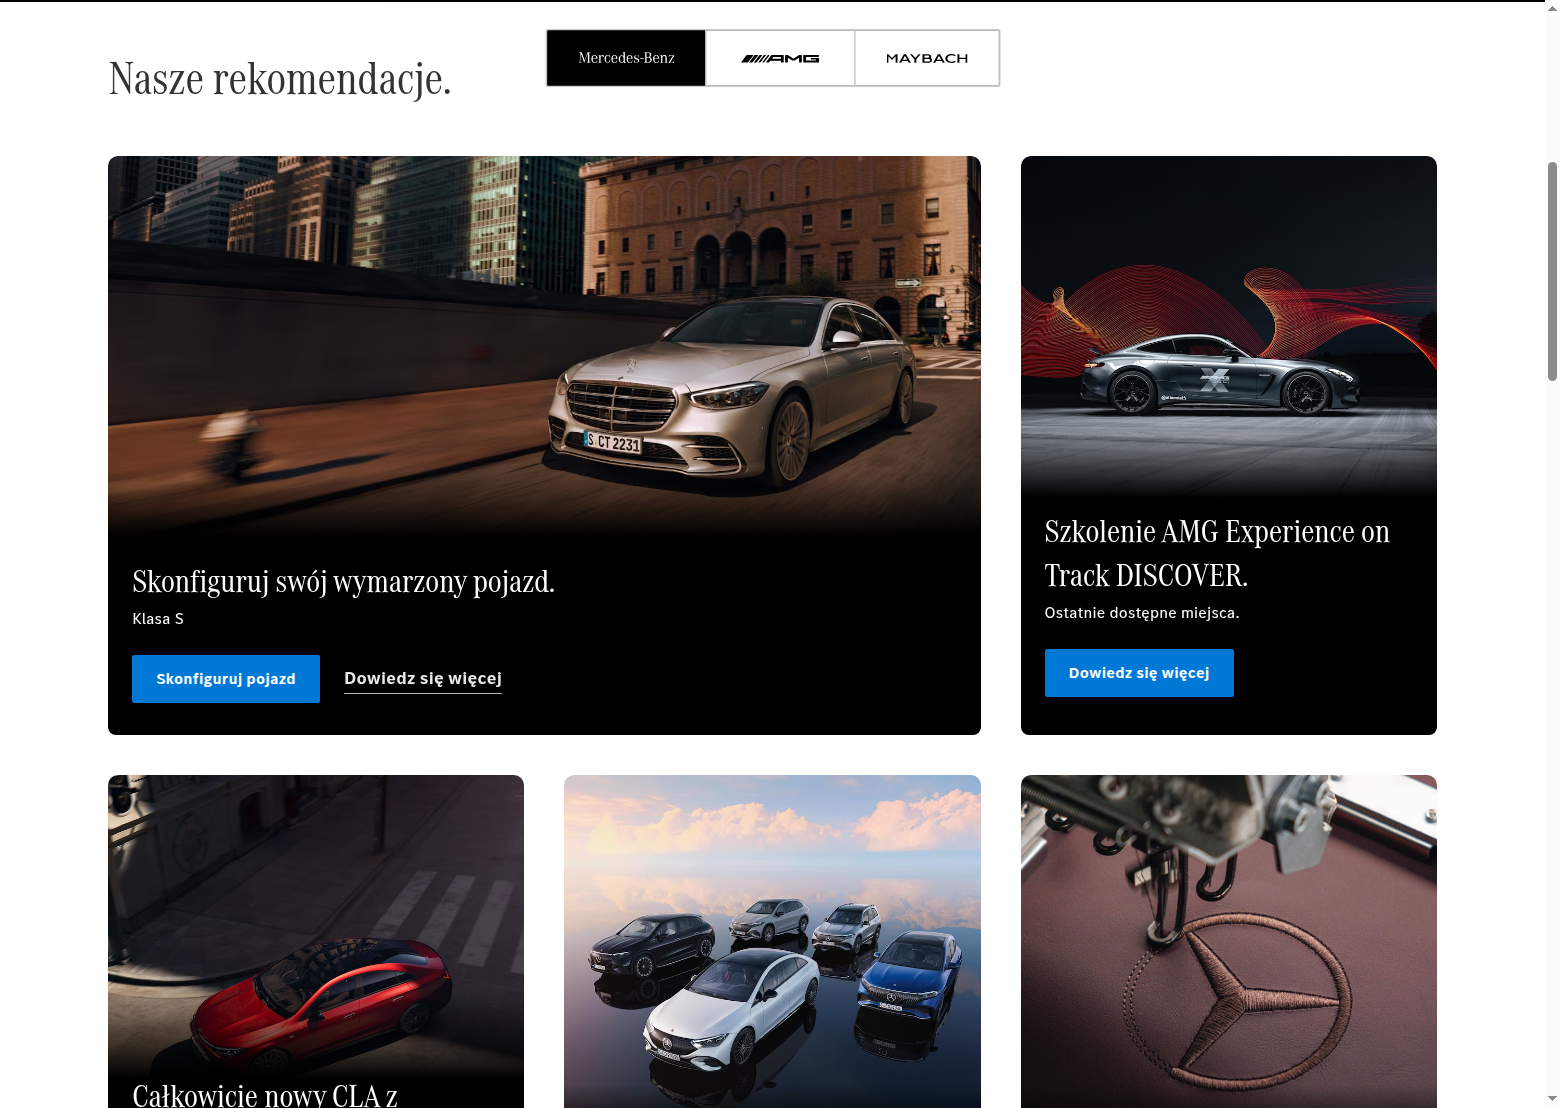 Nasze rekomendacje.
Mercedes-Benz
AMG
MAYBACH
S CT 2231
Skonfiguruj swój wymarzony pojazd.
Klasa S
Skonfiguruj pojazd
Dowiedz się więcej
Szkolenie AMG Experience on
Track DISCOVER.
Ostatnie dostępne miejsca.
Dowiedz się więcej
Całkowicie nowy CLA z